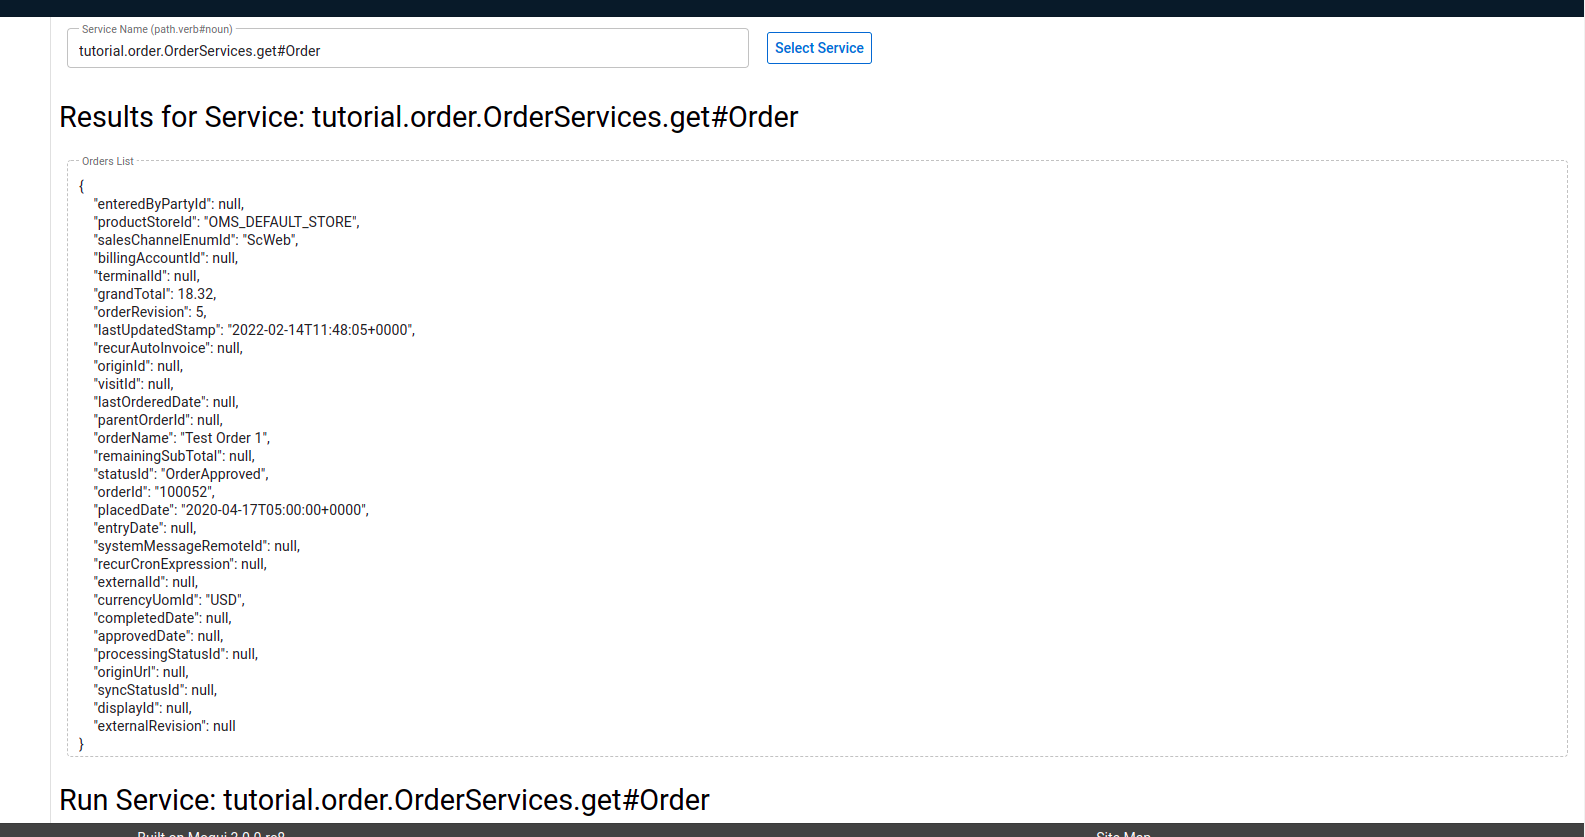 Service Name (path.verb#noun)
tutorial.order.OrderServices.get#Order
Select Service
Results for Service: tutorial.order.OrderServices.get#Order
Orders List
{
"enteredByPartyId": null,
"productStoreId": "OMS_DEFAULT_STORE",
"salesChannelEnumId": "ScWeb",
"billingAccountId": null,
"terminalId": null,
"grandTotal": 18.32,
"orderRevision": 5,
"lastUpdatedStamp": "2022-02-14T11:48:05+0000",
"recurAutoInvoice": null,
"originId": null,
"visitId": null,
"lastOrderedDate": null,
"parentOrderId": null,
"orderName": "Test Order 1",
"remainingSubTotal": null,
"statusId": "OrderApproved",
"orderId": "100052",
"placedDate": "2020-04-17T05:00:00+0000",
"entryDate": null,
"systemMessageRemoteId": null,
"recurCronExpression": null,
"externalId": null,
"currencyUomId": "USD",
"completedDate": null,
"approvedDate": null,
"processingStatusId": null,
"originUrl": null,
"syncStatusId": null,
"displayId": null,
"externalRevision": null
}
Run Service: tutorial.order.OrderServices.get#Order
Built on Moqui
Site Map